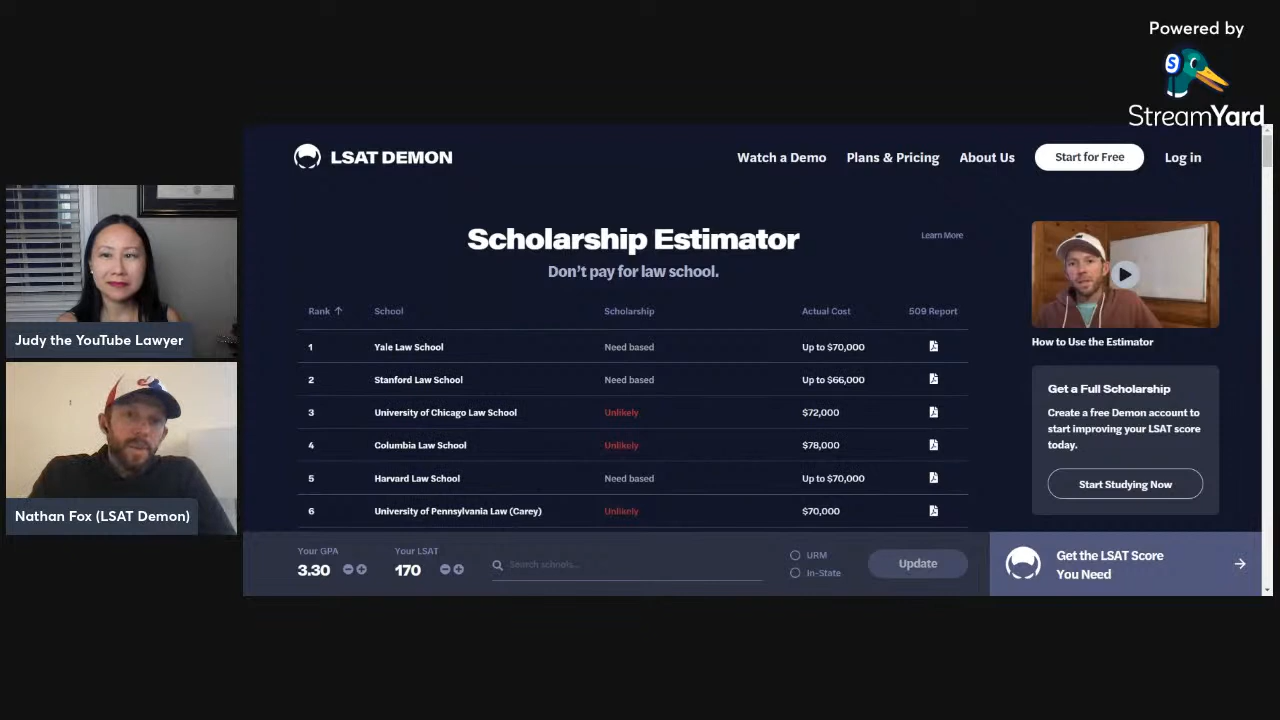 Powered by
S
StreamYard
LSAT DEMON
Watch a Demo
Plans & Pricing
About Us
Start for Free
Log in
Judy the YouTube Lawyer
Nathan Fox (LSAT Demon)
Scholarship Estimator
Learn More
Don't pay for law school.
Rank ↑ School Scholarship Actual Cost 509 Report
1 Yale Law School Need based Up to $70,000
2 Stanford Law School Need based Up to $66,000
3 University of Chicago Law School Unlikely $72,000
4 Columbia Law School Unlikely $78,000
5 Harvard Law School Need based Up to $70,000
6 University of Pennsylvania Law (Carey) Unlikely $70,000
How to Use the Estimator
Get a Full Scholarship
Create a free Demon account to
start improving your LSAT score
today.
Start Studying Now
Your GPA
3.30
Your LSAT
170
Search schools...
URM
In-State
Update
Get the LSAT Score
You Need